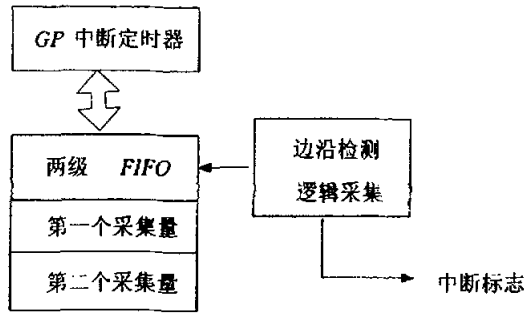 GP 中断定时器
两级 FIFO
第一个采集量
第二个采集量
边沿检测
逻辑采集
中断标志